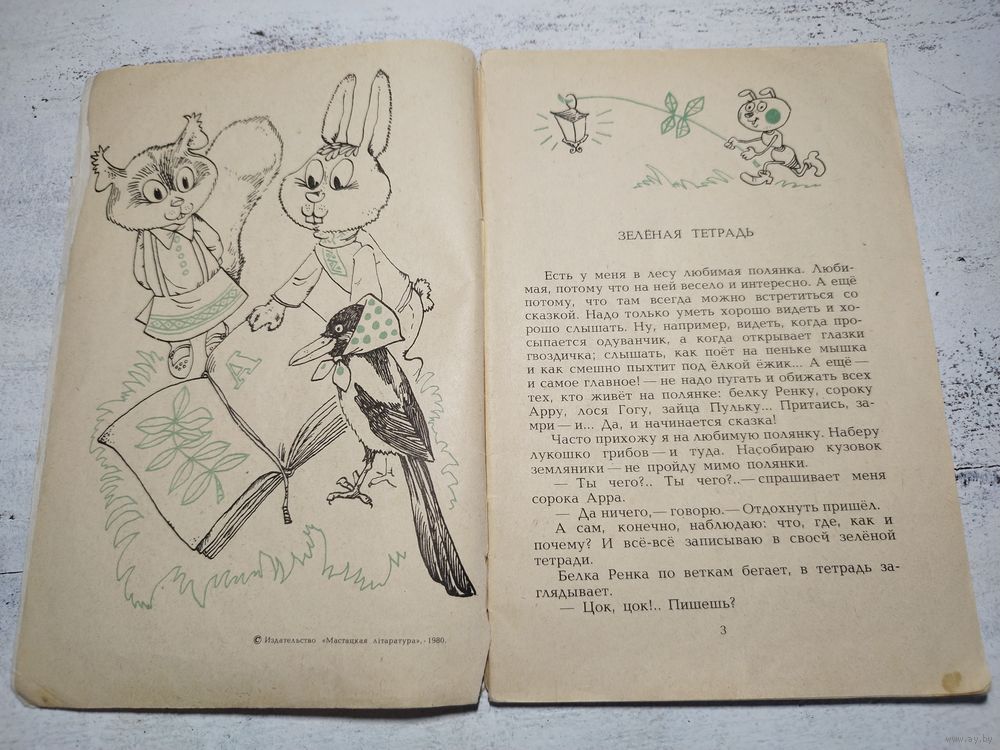 А
© Издательство «Мастацкая літаратура», 1980.
ЗЕЛЁНАЯ ТЕТРАДЬ
Есть у меня в лесу любимая полянка. Люби-
мая, потому что на ней весело и интересно. А ещё
потому, что там всегда можно встретиться со
сказкой. Надо только уметь хорошо видеть и хо-
рошо слышать. Ну, например, видеть, когда про-
сыпается одуванчик, а когда открывает глазки
гвоздичка; слышать, как поёт на пеньке мышка
и как смешно пыхтит под ёлкой ёжик... А ещё —
и самое главное! — не надо пугать и обижать всех
тех, кто живёт на полянке: белку Ренку, сороку
Арру, лося Гогу, зайца Пульку... Притаись, за-
мри — и... Да, и начинается сказка!
Часто прихожу я на любимую полянку. Наберу
лукошко грибов — и туда. Насобираю кузовок
земляники — не пройду мимо полянки.
— Ты чего?.. Ты чего?.. — спрашивает меня
сорока Арра.
— Да ничего, — говорю. — Отдохнуть пришёл.
А сам, конечно, наблюдаю: что, где, как и
почему? И всё-всё записываю в своей зелёной
тетради.
Белка Ренка по веткам бегает, в тетрадь за-
глядывает.
— Цок, цок!.. Пишешь?
3
www.ay.by